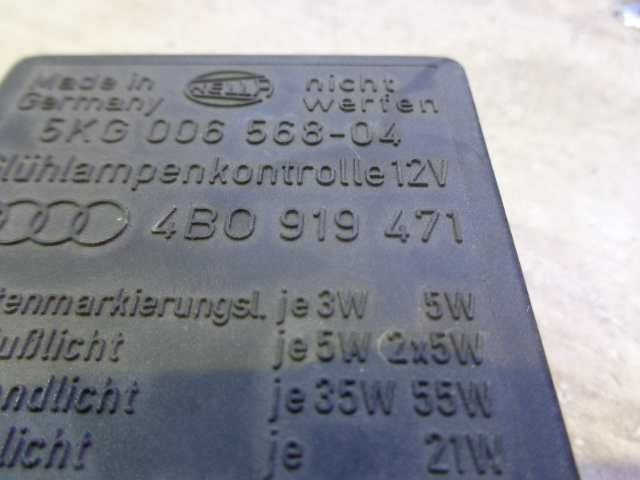 Made in HELLA nicht
Germany werfen
5KG 006 568-04
lühlampenkontrolle 12V
4B0 919 471
tenmarkierungsl. je 3W 5W
ußlicht je 5W 2x5W
ndlicht je 35W 55W
licht je 21W